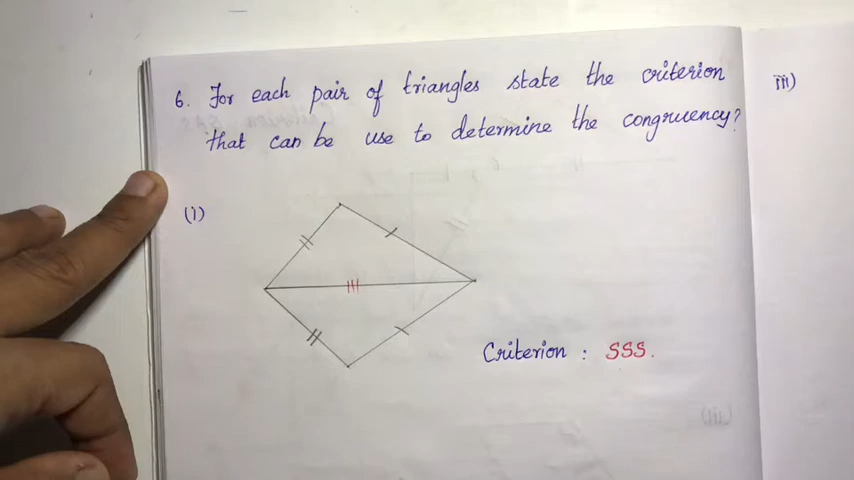 6. For each pair of triangles state the criterion
that can be use to determine the congruency?
(i)
Criterion : SSS.
iii)